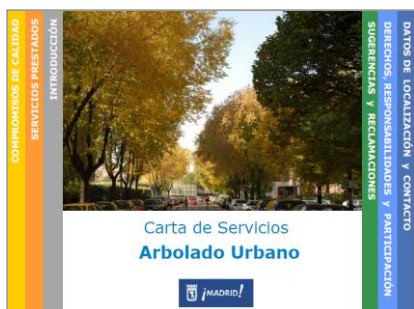 COMPROMISOS DE CALIDAD
SERVICIOS PRESTADOS
INTRODUCCIÓN
Carta de Servicios
Arbolado Urbano
¡MADRID!
SUGERENCIAS y RECLAMACIONES
DERECHOS, RESPONSABILIDADES y PARTICIPACIÓN
DATOS DE LOCALIZACIÓN y CONTACTO